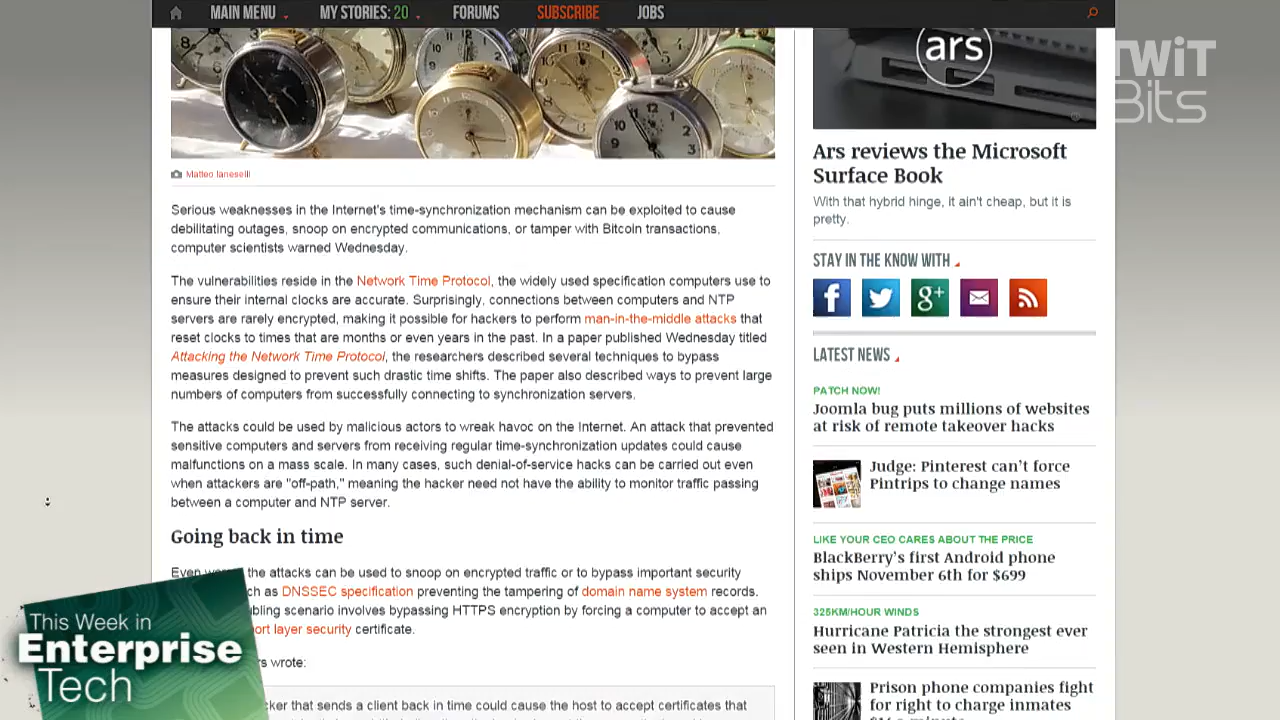 MAIN MENU
MY STORIES: 20
FORUMS
SUBSCRIBE
JOBS
TWiT
Bits
ars
Matteo Ianeselli
Serious weaknesses in the Internet's time-synchronization mechanism can be exploited to cause
debilitating outages, snoop on encrypted communications, or tamper with Bitcoin transactions,
computer scientists warned Wednesday.
The vulnerabilities reside in the Network Time Protocol, the widely used specification computers use to
ensure their internal clocks are accurate. Surprisingly, connections between computers and NTP
servers are rarely encrypted, making it possible for hackers to perform man-in-the-middle attacks that
reset clocks to times that are months or even years in the past. In a paper published Wednesday titled
Attacking the Network Time Protocol, the researchers described several techniques to bypass
measures designed to prevent such drastic time shifts. The paper also described ways to prevent large
numbers of computers from successfully connecting to synchronization servers.
The attacks could be used by malicious actors to wreak havoc on the Internet. An attack that prevented
sensitive computers and servers from receiving regular time-synchronization updates could cause
malfunctions on a mass scale. In many cases, such denial-of-service hacks can be carried out even
when attackers are "off-path," meaning the hacker need not have the ability to monitor traffic passing
between a computer and NTP server.
Going back in time
Even the attacks can be used to snoop on encrypted traffic or to bypass important security
as DNSSEC specification preventing the tampering of domain name system records.
scenario involves bypassing HTTPS encryption by forcing a computer to accept an
layer security certificate.
wrote:
that sends a client back in time could cause the host to accept certificates that
Ars reviews the Microsoft
Surface Book
With that hybrid hinge, it ain't cheap, but it is
pretty.
STAY IN THE KNOW WITH
f
g+
LATEST NEWS
PATCH NOW!
Joomla bug puts millions of websites
at risk of remote takeover hacks
Judge: Pinterest can't force
Pintrips to change names
LIKE YOUR CEO CARES ABOUT THE PRICE
BlackBerry's first Android phone
ships November 6th for $699
325KM/HOUR WINDS
Hurricane Patricia the strongest ever
seen in Western Hemisphere
Prison phone companies fight
for right to charge inmates
This Week in
Enterprise
Tech